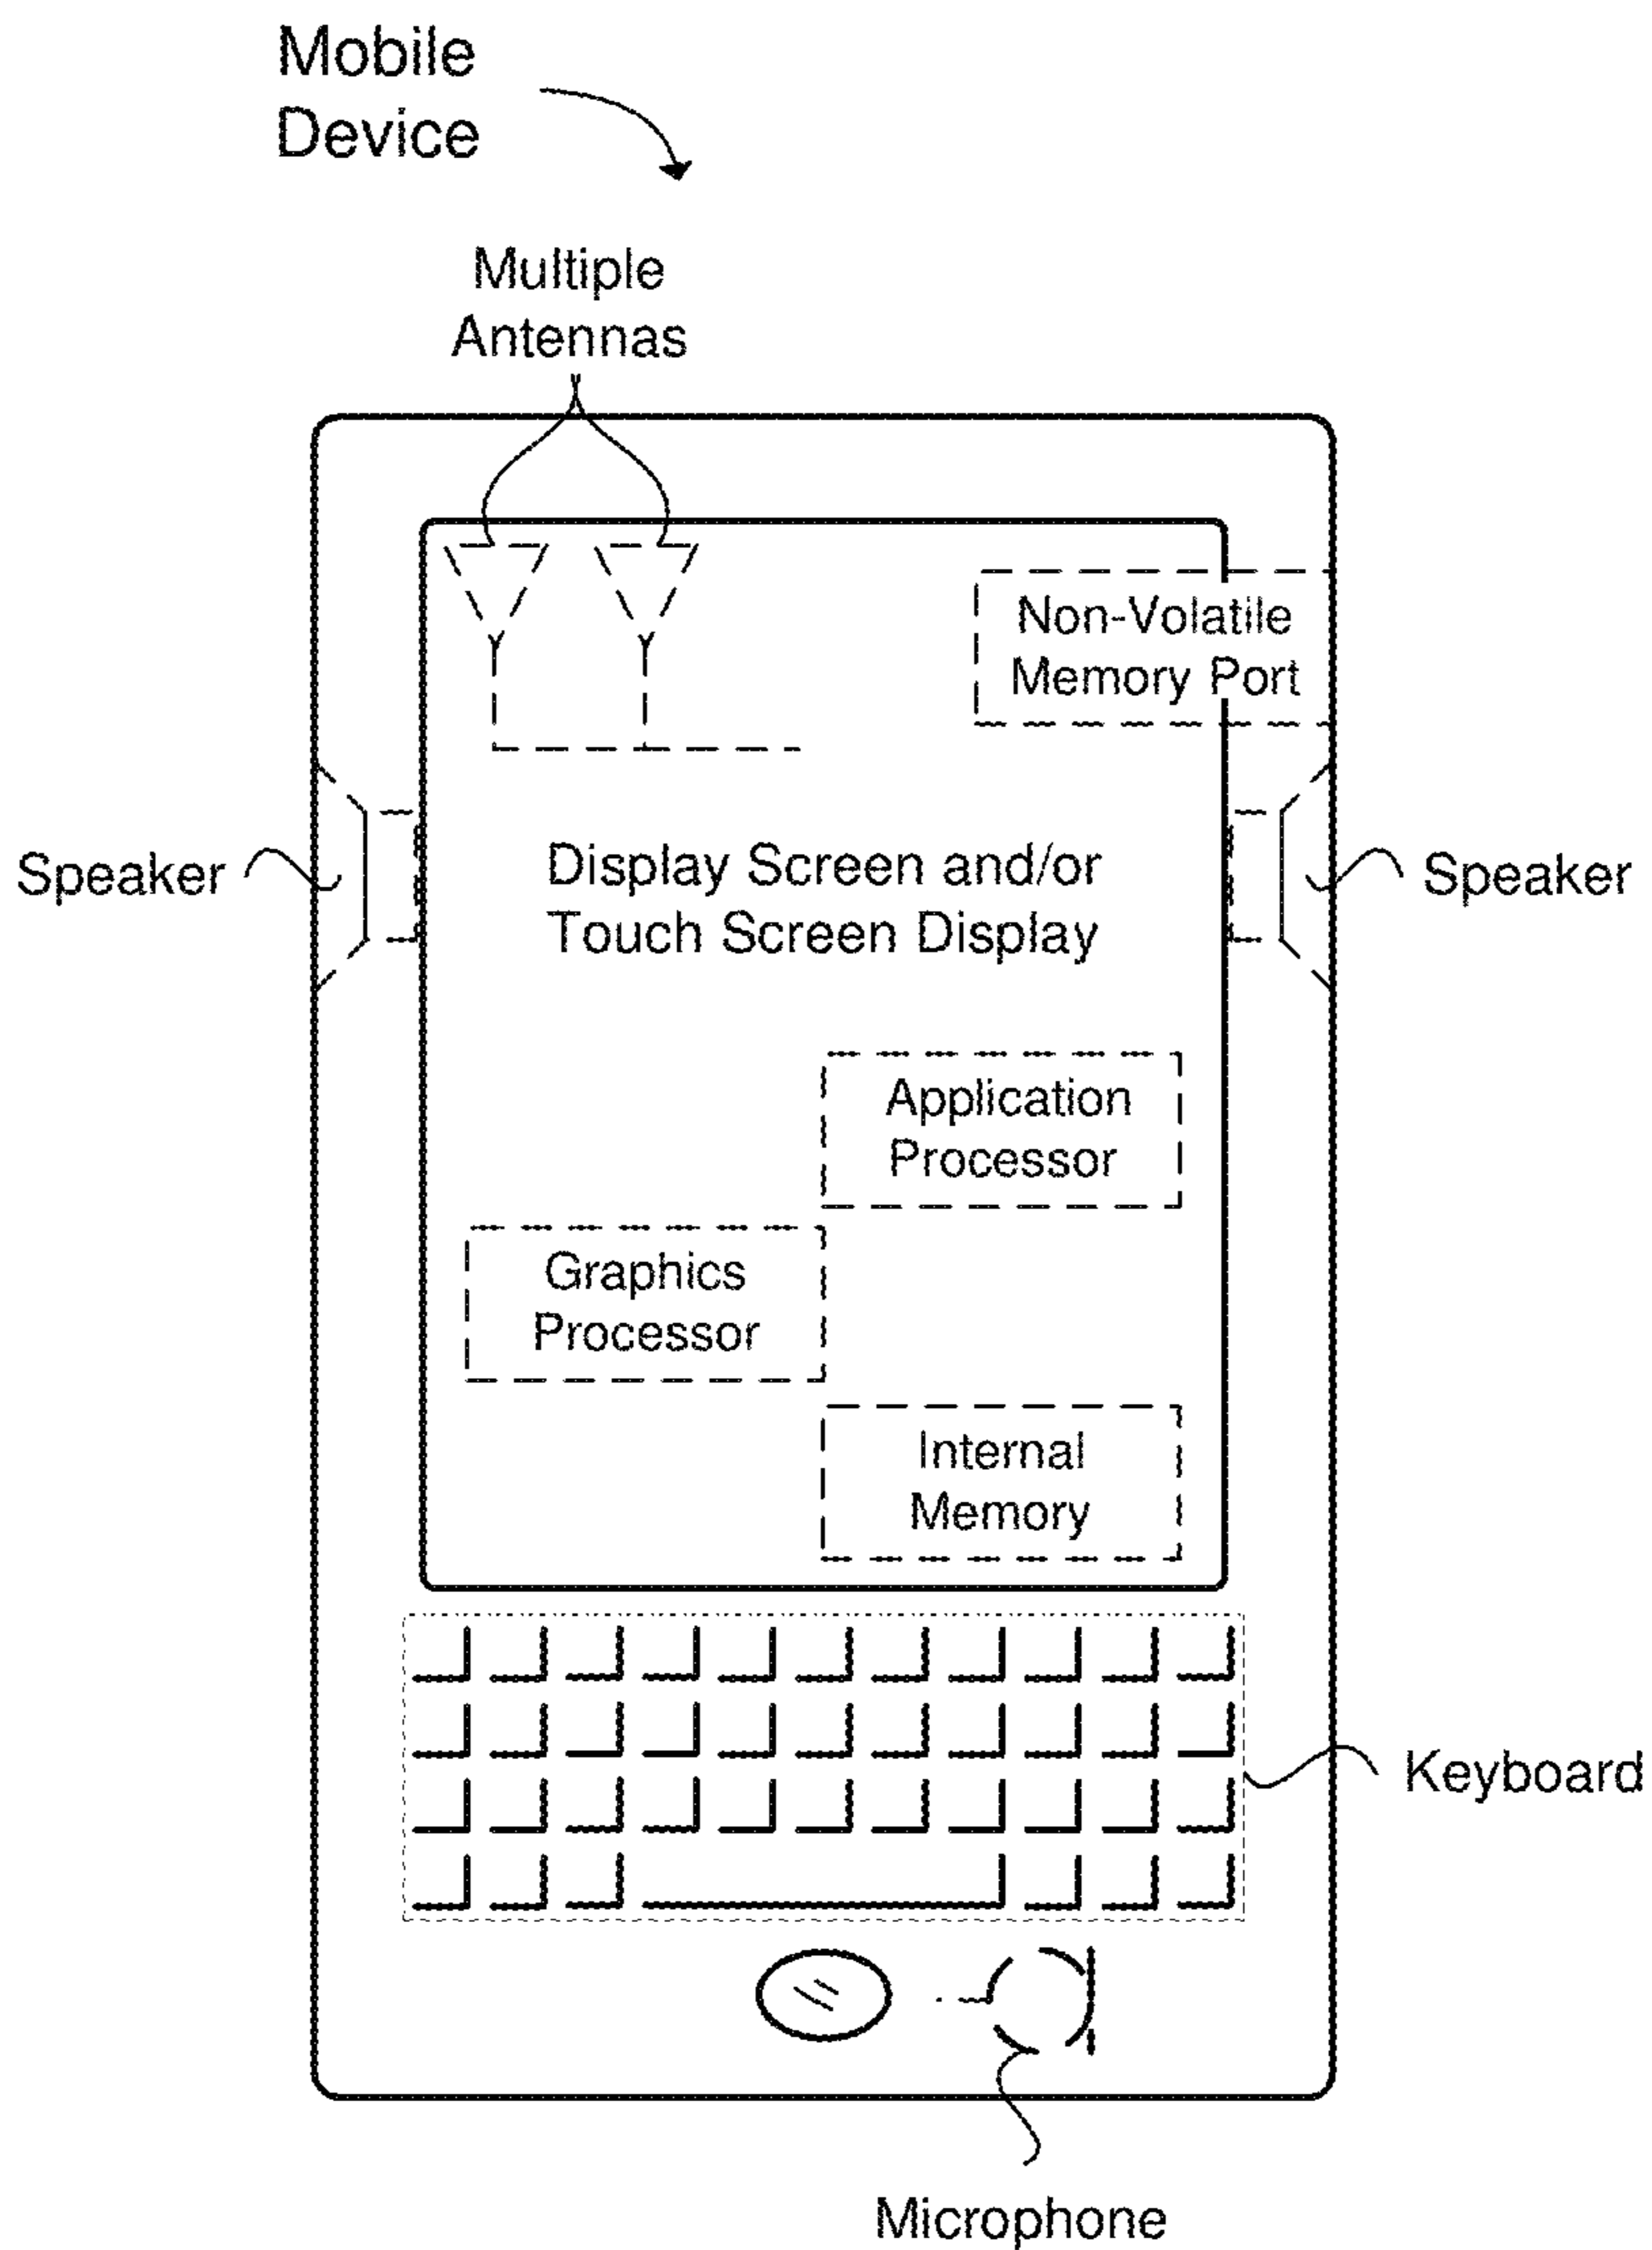 Mobile
Device
Multiple
Antennas
Non-Volatile
Memory Port
Speaker
Display Screen and/or
Touch Screen Display
Speaker
Application
Processor
Graphics
Processor
Internal
Memory
Keyboard
Microphone